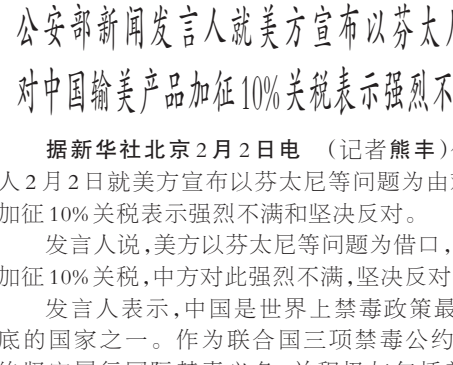 公安部新闻发言人就美方宣布以芬太
对中国输美产品加征10%关税表示强烈不
据新华社北京2月2日电　（记者熊丰）
人2月2日就美方宣布以芬太尼等问题为由
加征10%关税表示强烈不满和坚决反对。
发言人说，美方以芬太尼等问题为借口，
加征10%关税，中方对此强烈不满，坚决反对
发言人表示，中国是世界上禁毒政策最
底的国家之一。作为联合国三项禁毒公约